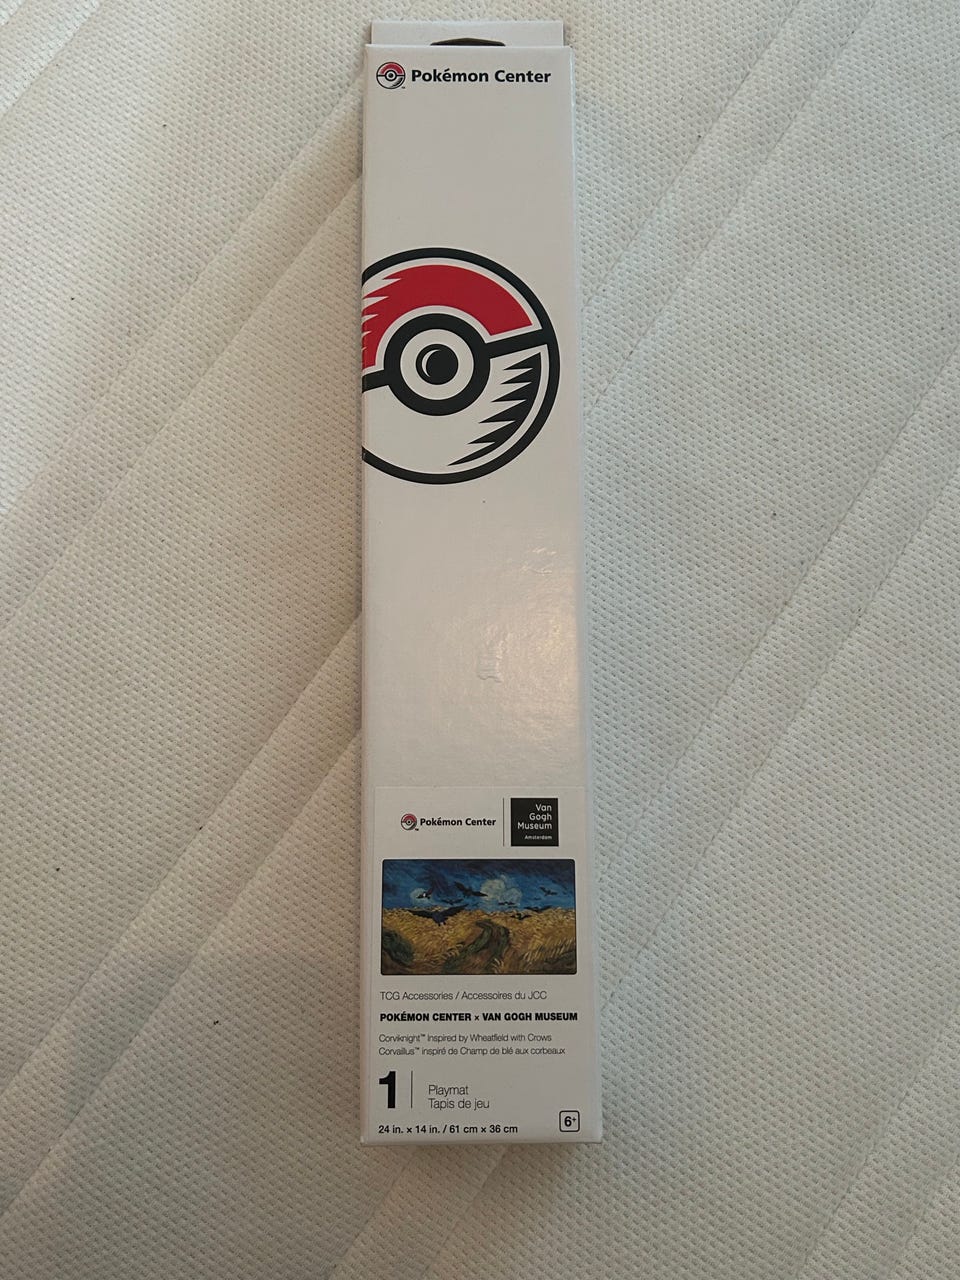 Pokémon Center
Pokémon Center
Van
Gogh
Museum
Amsterdam
TCG Accessories / Accessoires du JCC
POKÉMON CENTER × VAN GOGH MUSEUM
Corviknight™ Inspired by Wheatfield with Crows
Corvaillus™ inspiré de Champ de blé aux corbeaux
1
Playmat
Tapis de jeu
24 in. × 14 in. / 61 cm × 36 cm
6+